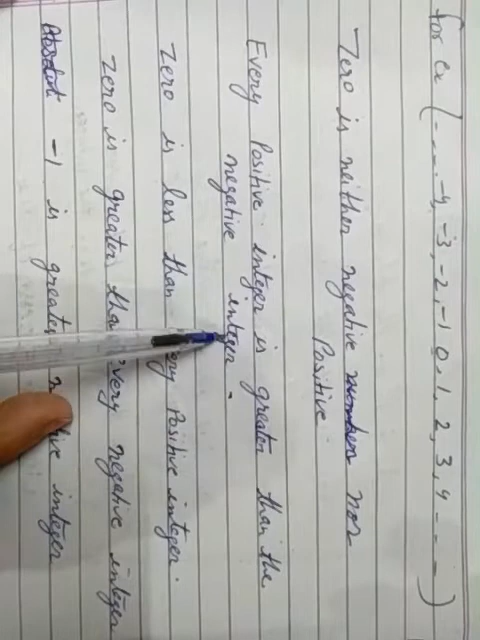 for ex (- - - - -4, -3, -2, -1 0, 1, 2, 3, 4 - - - )
Zero is neither negative nor
Positive.
Every Positive integer is greater than the
negative integer.
Zero is less than every Positive integer.
Zero is greater than every negative integer
-1 is greatest negative integer